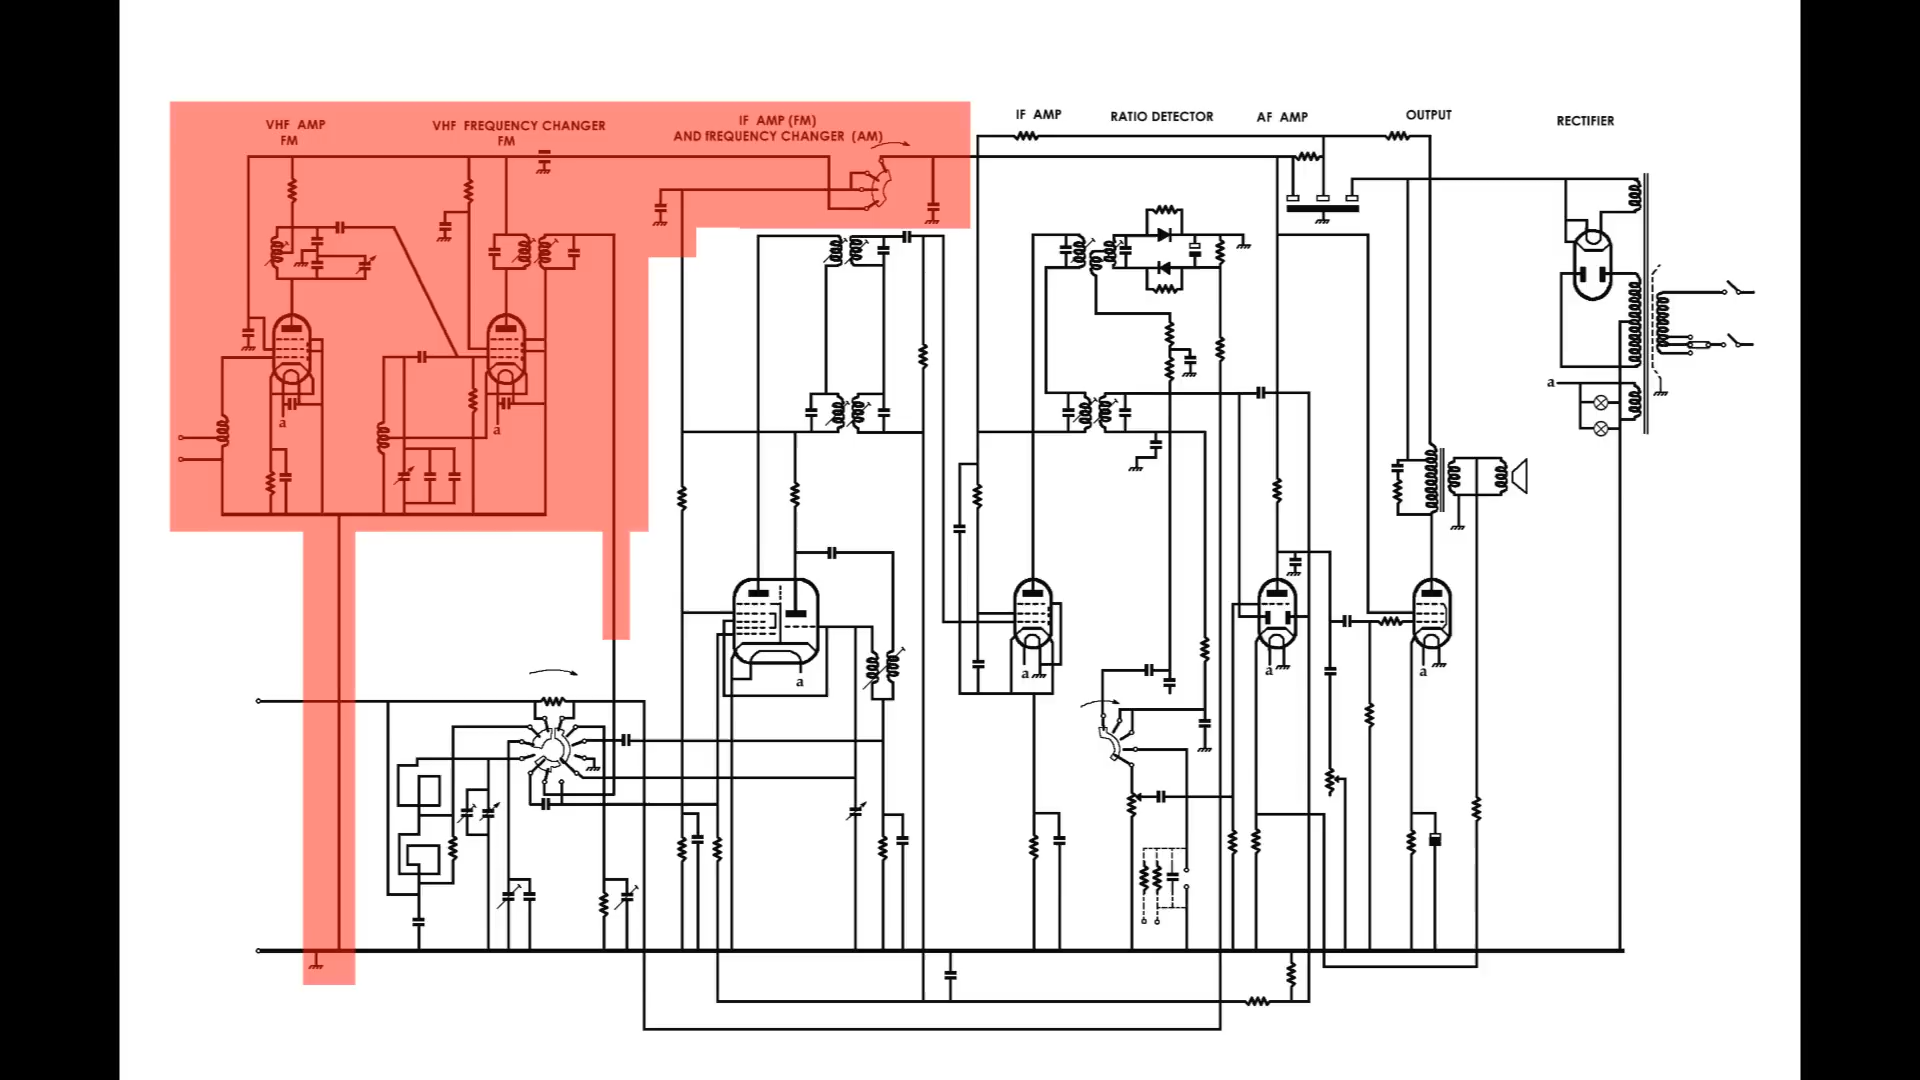 VHF AMP
FM
VHF FREQUENCY CHANGER
FM
IF AMP (FM)
AND fREQUENCY CHANGER (AM)
IF AMP
RATIO DETECTOR
AF AMP
OUTPUT
RECTIFIER
a
a
a
a
a
a
a